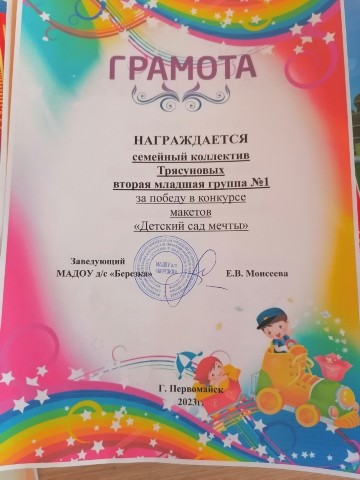 ГРАМОТА
НАГРАЖДАЕТСЯ
семейный коллектив
Трясуновых
вторая младшая группа №1
за победу в конкурсе
макетов
«Детский сад мечты»
Заведующий
МАДОУ д/с «Березка» Е.В. Моисеева
Г. Первомайск
2023г.